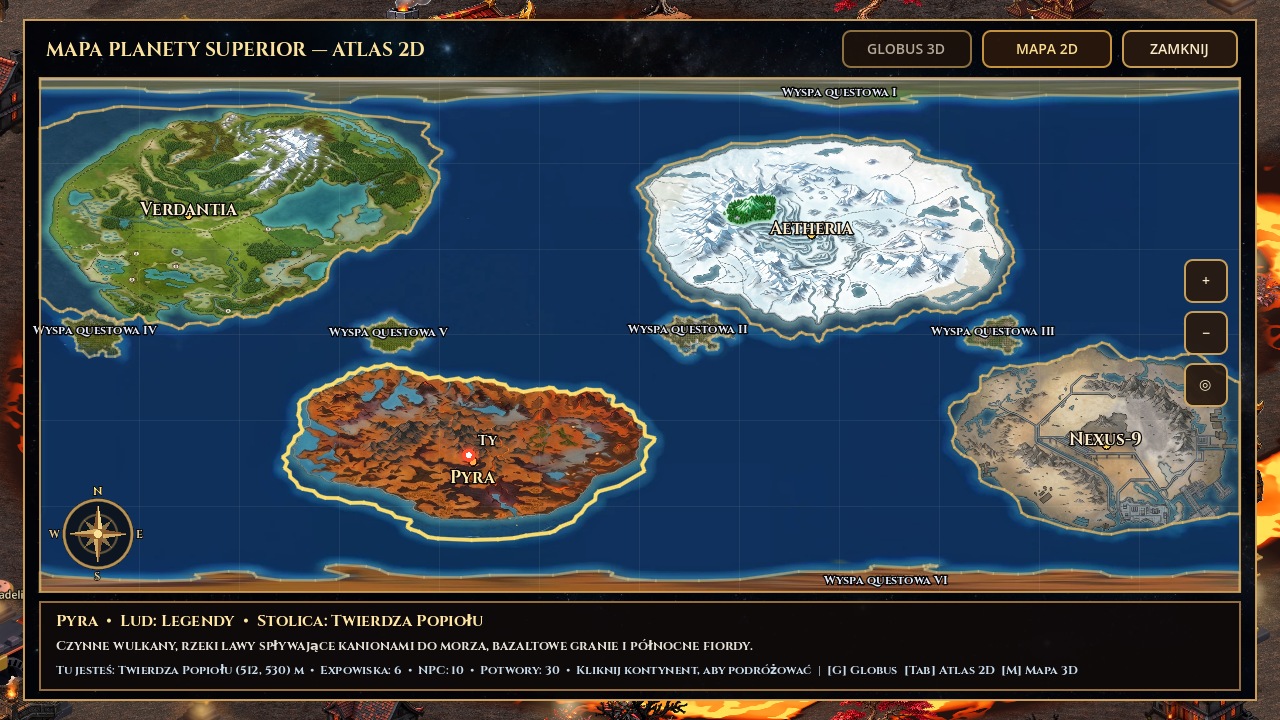 MAPA PLANETY SUPERIOR — ATLAS 2D
GLOBUS 3D
MAPA 2D
ZAMKNIJ
Wyspa questowa I
Verdantia
Aetheria
+
−
◎
Wyspa questowa IV
Wyspa questowa V
Wyspa questowa II
Wyspa questowa III
Ty
Pyra
Nexus-9
N
W
E
S
Wyspa questowa VI
adeli
Pyra • Lud: Legendy • Stolica: Twierdza Popiołu
Czynne wulkany, rzeki lawy spływające kanionami do morza, bazaltowe granie i północne fiordy.
Tu jesteś: Twierdza Popiołu (512, 530) m • Expowiska: 6 • NPC: 10 • Potwory: 30 • Kliknij kontynent, aby podróżować | [G] Globus [Tab] Atlas 2D [M] Mapa 3D